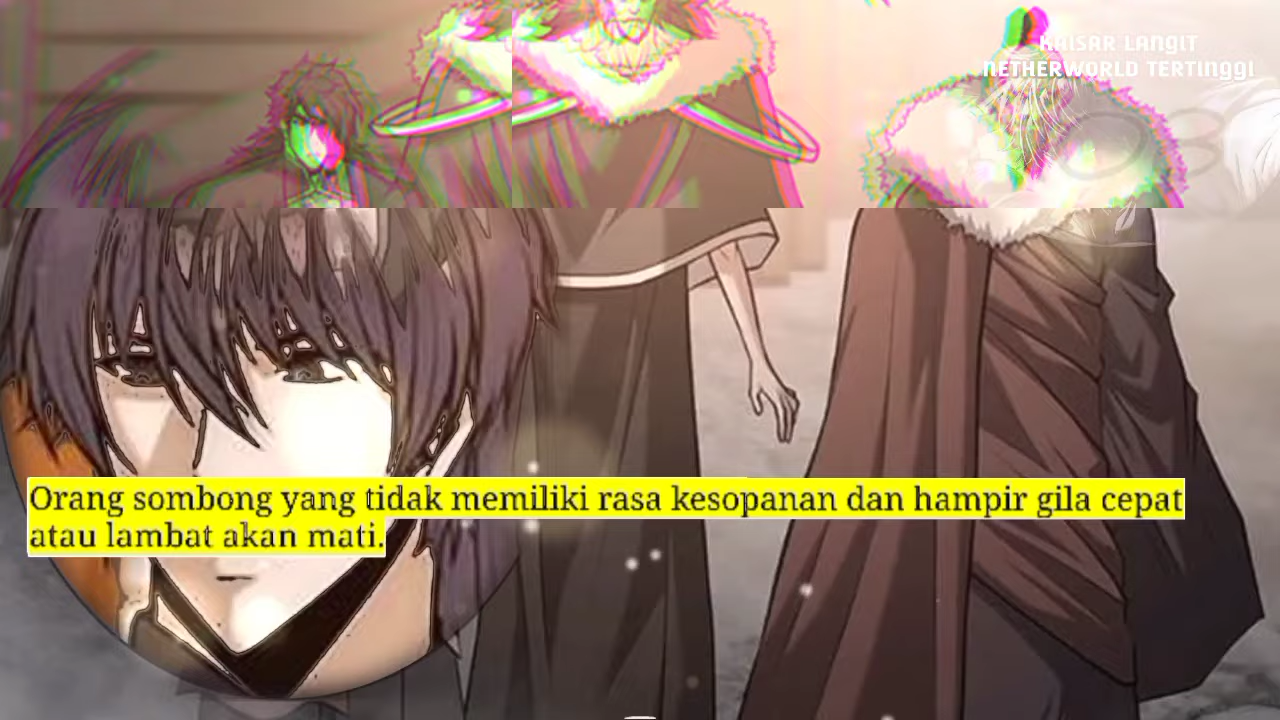 KAISAR LANGIT
NETHERWORLD TERTINGGI
Orang sombong yang tidak memiliki rasa kesopanan dan hampir gila cepat
atau lambat akan mati.